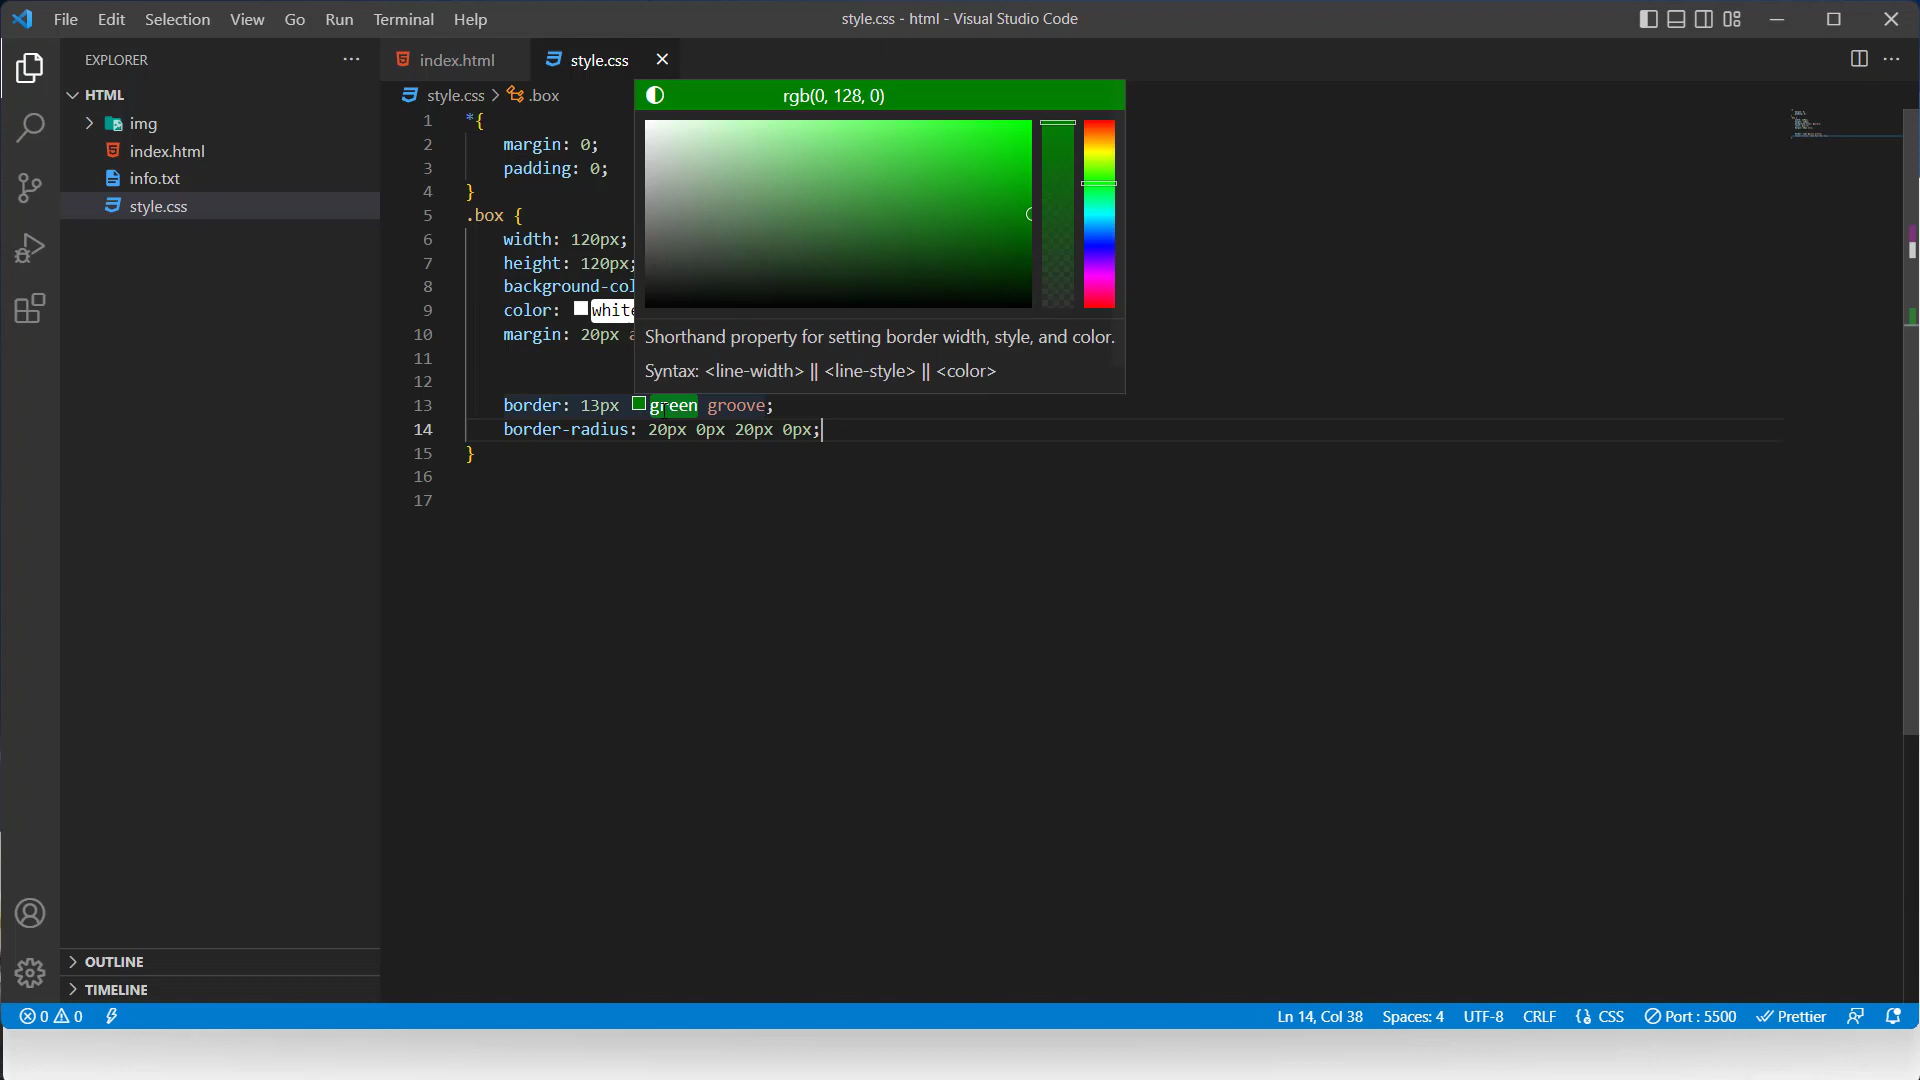 File Edit Selection View Go Run Terminal Help
style.css - html - Visual Studio Code
EXPLORER
HTML
img
index.html
info.txt
style.css
index.html
style.css
style.css > .box
rgb(0, 128, 0)
1 *{
2 margin: 0;
3 padding: 0;
4 }
5 .box {
6 width: 120px;
7 height: 120px;
8 background-col
9 color: white
10 margin: 20px a
11
12
Shorthand property for setting border width, style, and color.
Syntax: <line-width> || <line-style> || <color>
13 border: 13px green groove;
14 border-radius: 20px 0px 20px 0px;
15 }
16
17
OUTLINE
TIMELINE
0 0
Ln 14, Col 38 Spaces: 4 UTF-8 CRLF CSS Port : 5500 Prettier